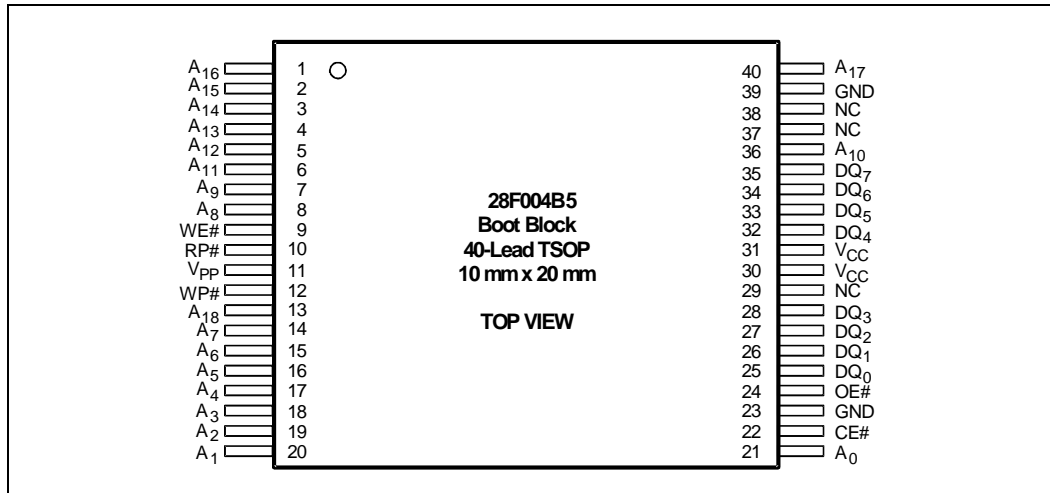 A16 1 40 A17
A15 2 39 GND
A14 3 38 NC
A13 4 37 NC
A12 5 36 A10
A11 6 35 DQ7
A9 7 34 DQ6
A8 8 33 DQ5
WE# 9 32 DQ4
RP# 10 31 VCC
VPP 11 30 VCC
WP# 12 29 NC
A18 13 28 DQ3
A7 14 27 DQ2
A6 15 26 DQ1
A5 16 25 DQ0
A4 17 24 OE#
A3 18 23 GND
A2 19 22 CE#
A1 20 21 A0
28F004B5
Boot Block
40-Lead TSOP
10 mm x 20 mm
TOP VIEW